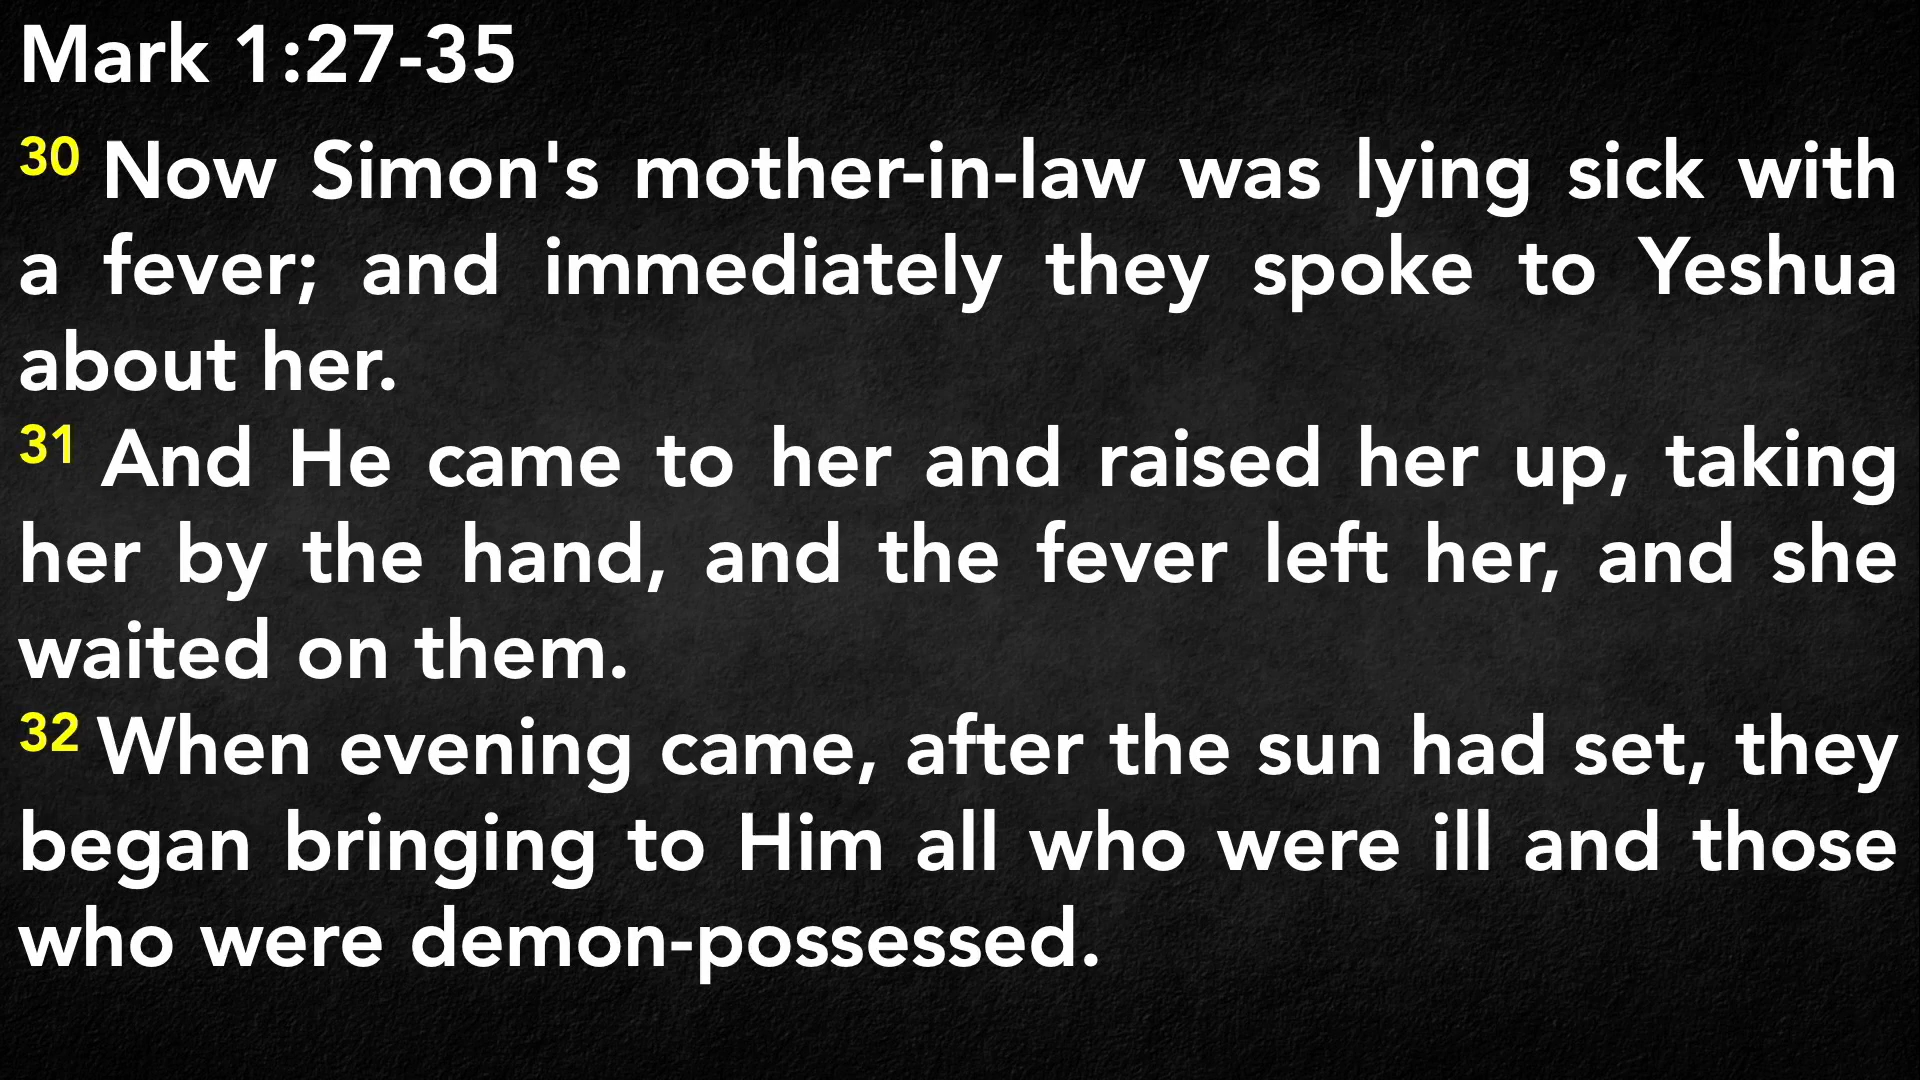 Mark 1:27-35
30 Now Simon's mother-in-law was lying sick with
a fever; and immediately they spoke to Yeshua
about her.
31 And He came to her and raised her up, taking
her by the hand, and the fever left her, and she
waited on them.
32 When evening came, after the sun had set, they
began bringing to Him all who were ill and those
who were demon-possessed.